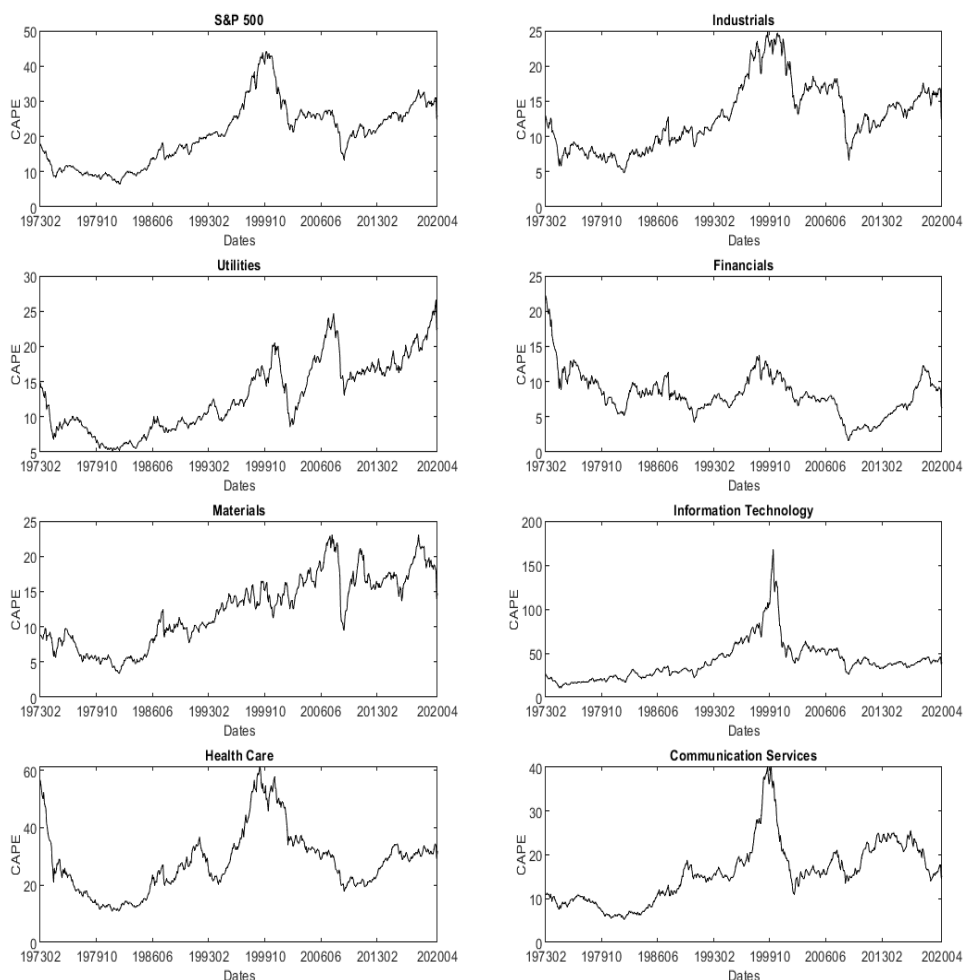 S&P 500
50
40
30
20
10
0
CAPE
197302 197910 198606 199302 199910 200606 201302 202004
Dates
Industrials
25
20
15
10
5
0
CAPE
197302 197910 198606 199302 199910 200606 201302 202004
Dates
Utilities
30
25
20
15
10
5
CAPE
197302 197910 198606 199302 199910 200606 201302 202004
Dates
Financials
25
20
15
10
5
0
CAPE
197302 197910 198606 199302 199910 200606 201302 202004
Dates
Materials
25
20
15
10
5
0
CAPE
197302 197910 198606 199302 199910 200606 201302 202004
Dates
Information Technology
200
150
100
50
0
CAPE
197302 197910 198606 199302 199910 200606 201302 202004
Dates
Health Care
60
40
20
0
CAPE
197302 197910 198606 199302 199910 200606 201302 202004
Dates
Communication Services
40
30
20
10
0
CAPE
197302 197910 198606 199302 199910 200606 201302 202004
Dates